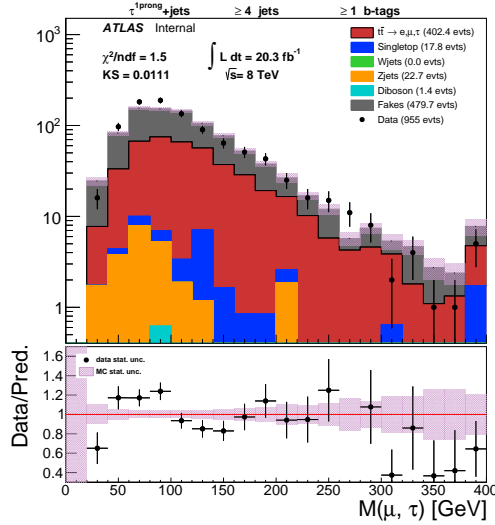 τ 1prong +jets ≥ 4 jets ≥ 1 b-tags
ATLAS Internal
χ²/ndf = 1.5
KS = 0.0111
∫ L dt = 20.3 fb⁻¹
√s= 8 TeV
tt̄ → e,μ,τ (402.4 evts)
Singletop (17.8 evts)
Wjets (0.0 evts)
Zjets (22.7 evts)
Diboson (1.4 evts)
Fakes (479.7 evts)
Data (955 evts)
10³
10²
10
1
Data/Pred.
data stat. unc.
MC stat. unc.
1.6
1.4
1.2
1
0.8
0.6
0.4
0 50 100 150 200 250 300 350 400
M(μ, τ) [GeV]